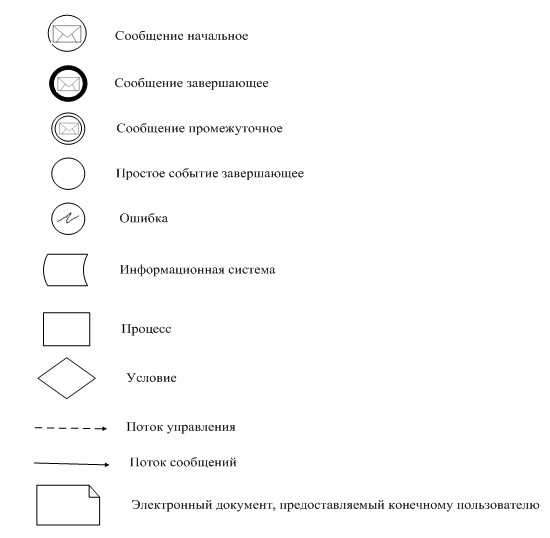 Сообщение начальное
Сообщение завершающее
Сообщение промежуточное
Простое событие завершающее
Ошибка
Информационная система
Процесс
Условие
Поток управления
Поток сообщений
Электронный документ, предоставляемый конечному пользователю